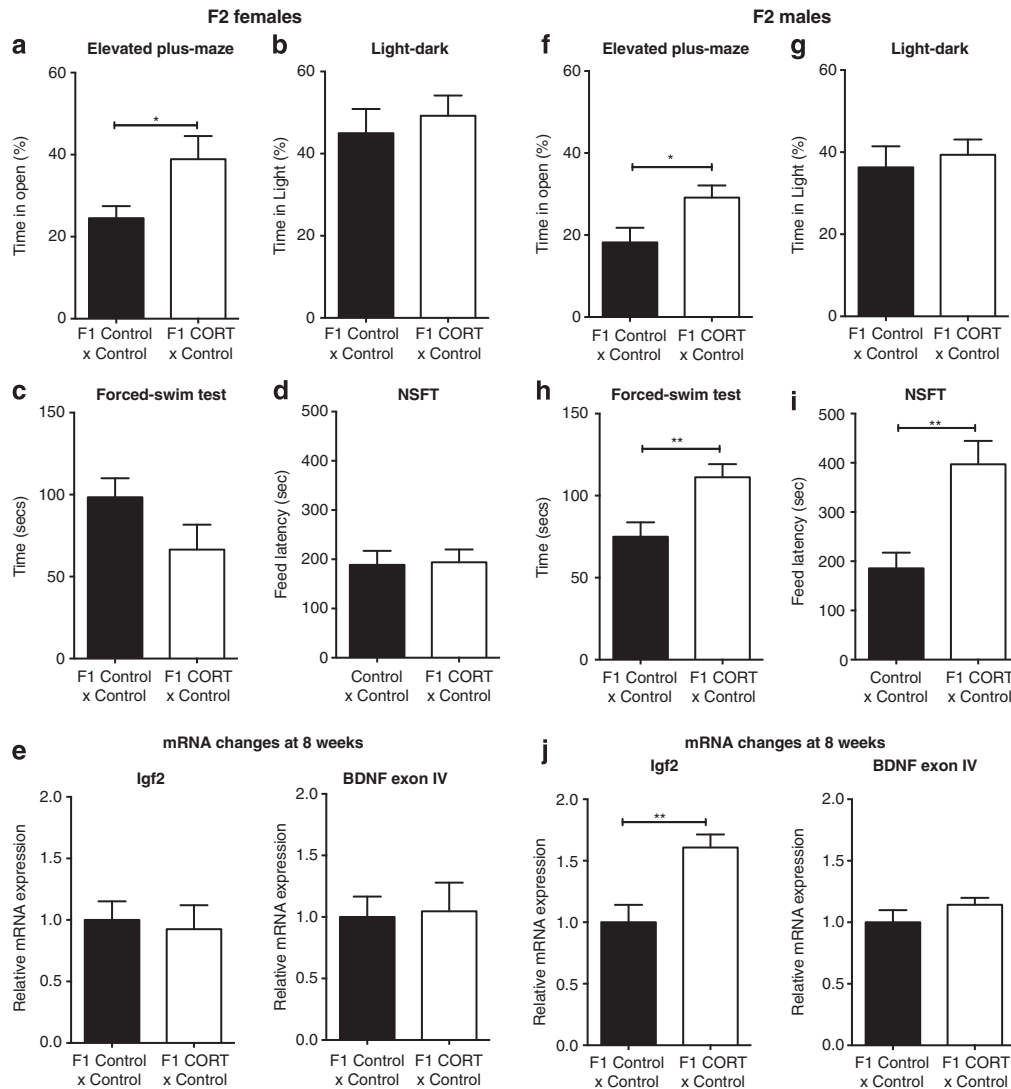 F2 females
F2 males
a
Elevated plus-maze
Time in open (%)
60
40
20
0
*
F1 Control
x Control
F1 CORT
x Control
b
Light-dark
Time in Light (%)
60
40
20
0
F1 Control
x Control
F1 CORT
x Control
f
Elevated plus-maze
Time in open (%)
60
40
20
0
*
F1 Control
x Control
F1 CORT
x Control
g
Light-dark
Time in Light (%)
60
40
20
0
F1 Control
x Control
F1 CORT
x Control
c
Forced-swim test
Time (secs)
150
100
50
0
F1 Control
x Control
F1 CORT
x Control
d
NSFT
Feed latency (sec)
500
400
300
200
100
0
Control
x Control
F1 CORT
x Control
h
Forced-swim test
Time (secs)
150
100
50
0
**
Control
x Control
F1 CORT
x Control
i
NSFT
Feed latency (sec)
500
400
300
200
100
0
**
F1 Control
x Control
F1 CORT
x Control
e
mRNA changes at 8 weeks
Igf2
Relative mRNA expression
2.0
1.5
1.0
0.5
0.0
F1 Control
x Control
F1 CORT
x Control
BDNF exon IV
Relative mRNA expression
2.0
1.5
1.0
0.5
0.0
F1 Control
x Control
F1 CORT
x Control
j
mRNA changes at 8 weeks
Igf2
Relative mRNA expression
2.0
1.5
1.0
0.5
0.0
**
F1 Control
x Control
F1 CORT
x Control
BDNF exon IV
Relative mRNA expression
2.0
1.5
1.0
0.5
0.0
F1 Control
x Control
F1 CORT
x Control